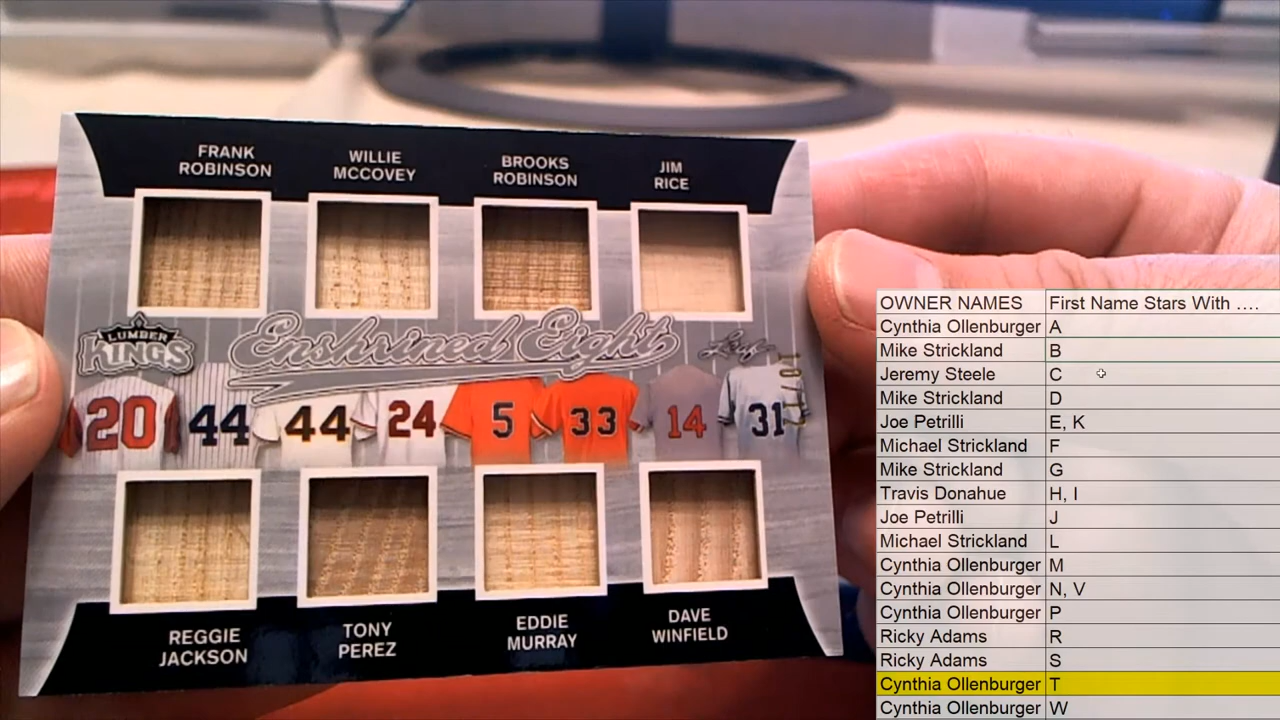 FRANK
ROBINSON
WILLIE
MCCOVEY
BROOKS
ROBINSON
JIM
RICE
LUMBER
KINGS
Enshrined Eight
Leaf
20
44
44
24
5
33
14
31
REGGIE
JACKSON
TONY
PEREZ
EDDIE
MURRAY
DAVE
WINFIELD
OWNER NAMES First Name Stars With ....
Cynthia Ollenburger A
Mike Strickland B
Jeremy Steele C
Mike Strickland D
Joe Petrilli E, K
Michael Strickland F
Mike Strickland G
Travis Donahue H, I
Joe Petrilli J
Michael Strickland L
Cynthia Ollenburger M
Cynthia Ollenburger N, V
Cynthia Ollenburger P
Ricky Adams R
Ricky Adams S
Cynthia Ollenburger T
Cynthia Ollenburger W